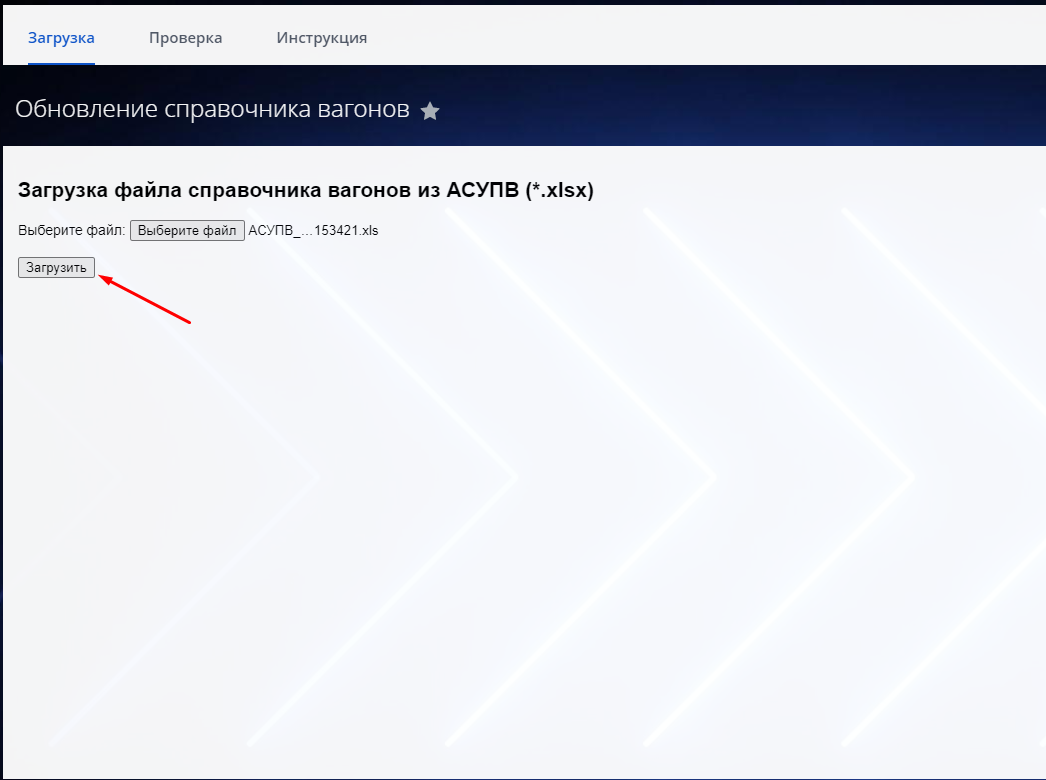 Загрузка Проверка Инструкция
Обновление справочника вагонов
Загрузка файла справочника вагонов из АСУПВ (*.xlsx)
Выберите файл: Выберите файл АСУПВ_...153421.xls
Загрузить